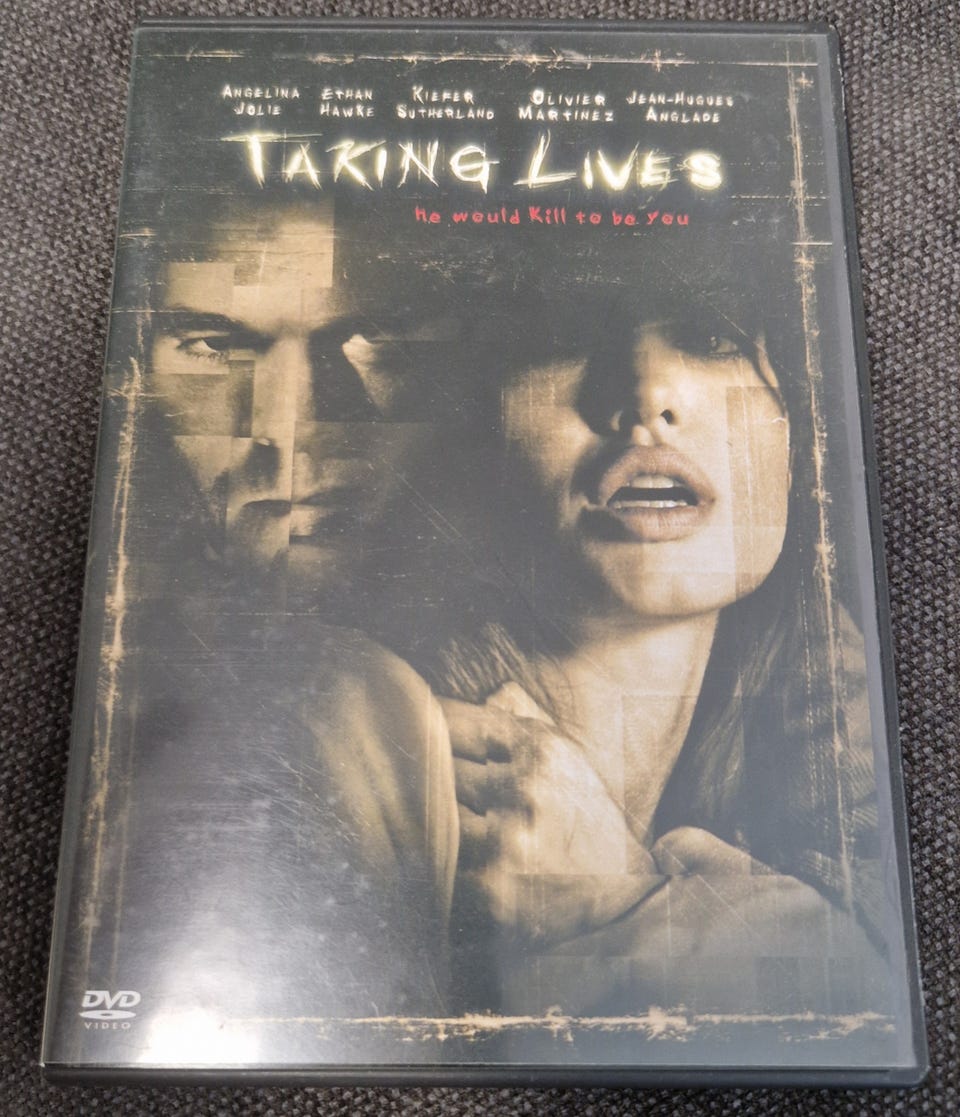 ANGELINA JOLIE ETHAN HAWKE KIEFER SUTHERLAND OLIVIER MARTINEZ JEAN-HUGUES ANGLADE
TAKING LIVES
he would Kill to be you
DVD
VIDEO